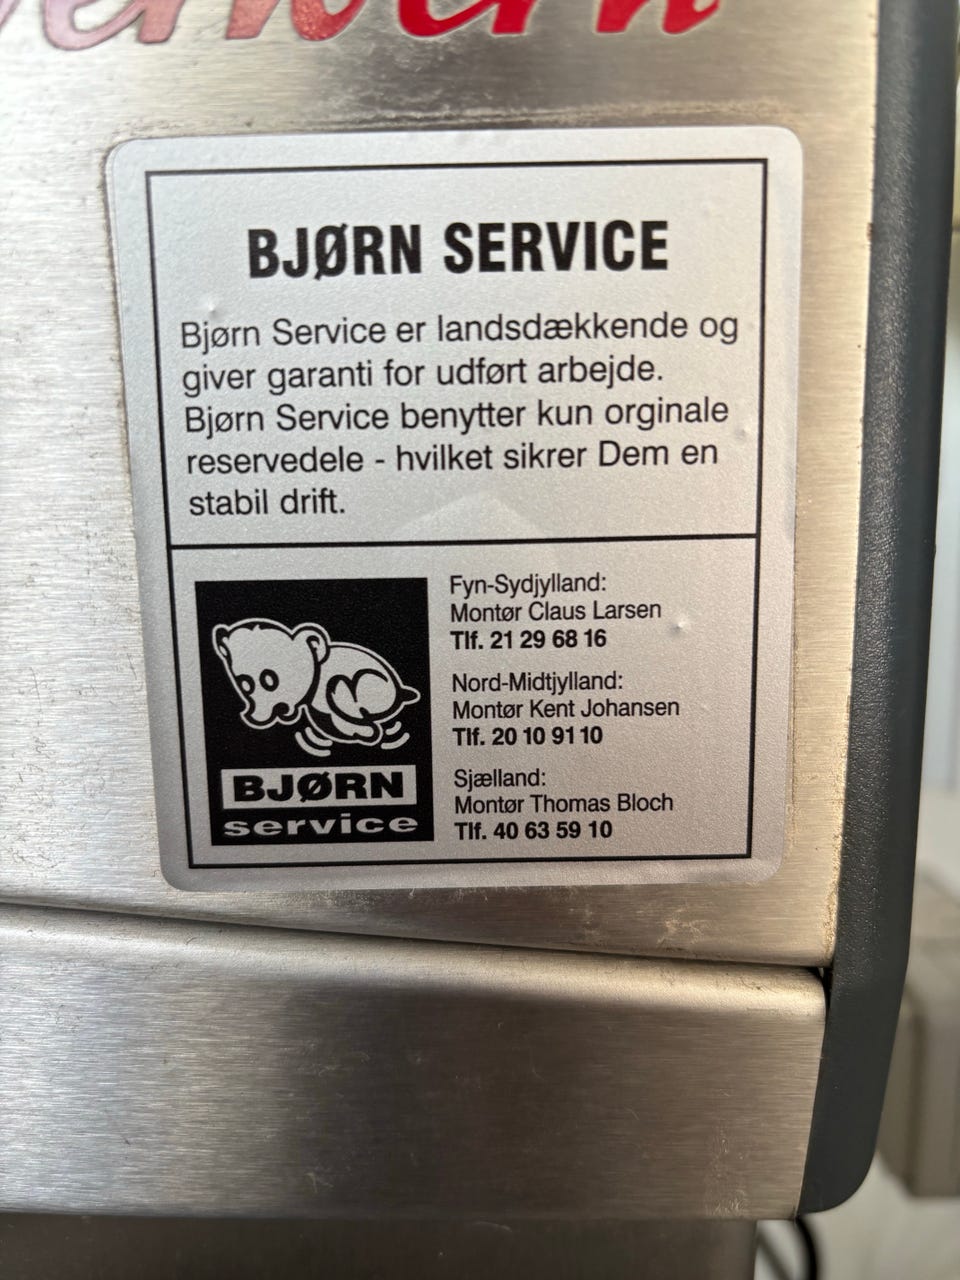 BJØRN SERVICE
Bjørn Service er landsdækkende og
giver garanti for udført arbejde.
Bjørn Service benytter kun orginale
reservedele - hvilket sikrer Dem en
stabil drift.
BJØRN
service
Fyn-Sydjylland:
Montør Claus Larsen
Tlf. 21 29 68 16
Nord-Midtjylland:
Montør Kent Johansen
Tlf. 20 10 91 10
Sjælland:
Montør Thomas Bloch
Tlf. 40 63 59 10